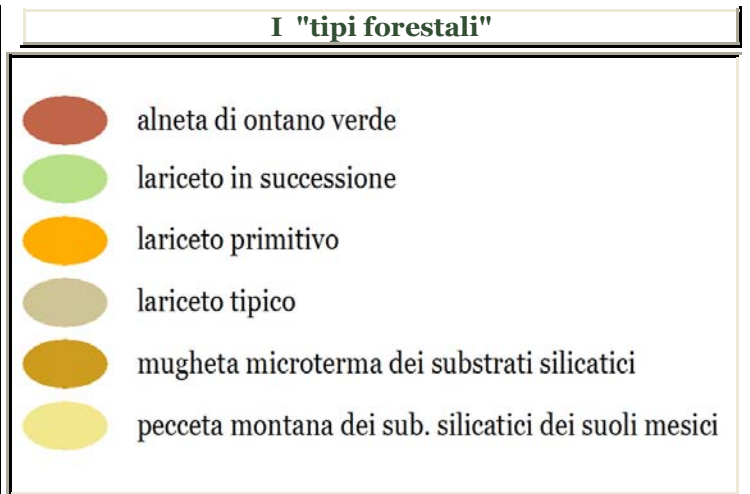 I "tipi forestali"
alneta di ontano verde
lariceto in successione
lariceto primitivo
lariceto tipico
mugheta microterma dei substrati silicatici
pecceta montana dei sub. silicatici dei suoli mesici